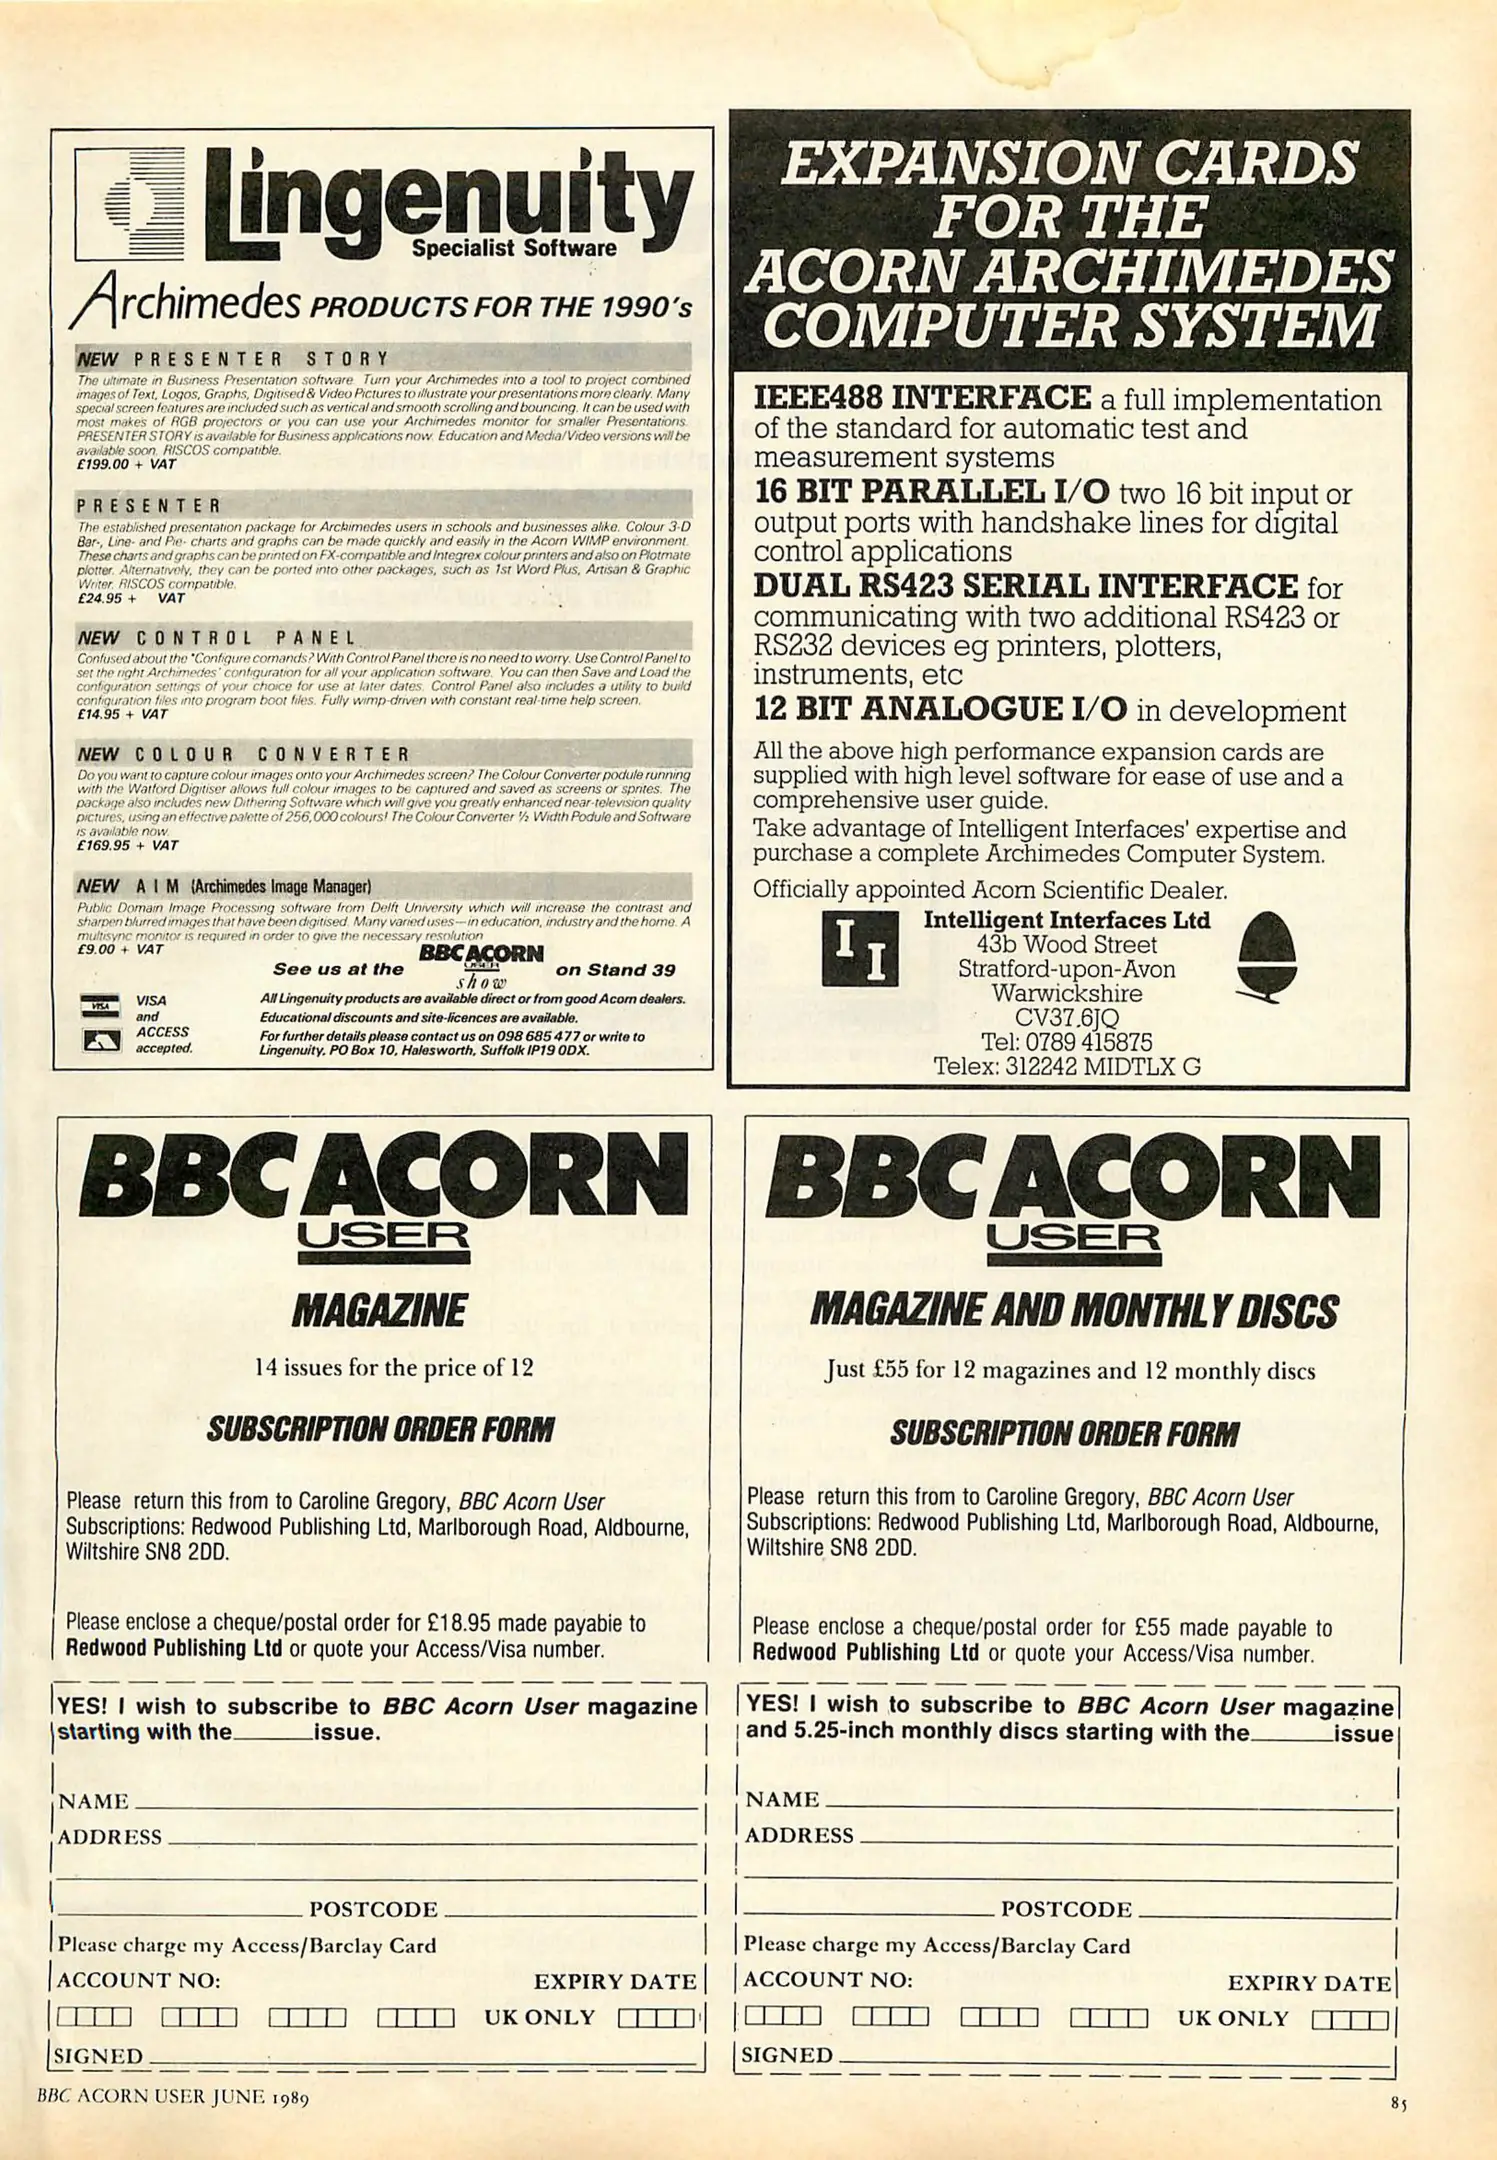 Lingenuity
Specialist Software
Archimedes PRODUCTS FOR THE 1990's
NEW PRESENTER STORY
The ultimate in Business Presentation software. Turn your Archimedes into a tool to project combined
images of Text, Logos, Graphs, Digitised & Video Pictures to illustrate your presentations more clearly. Many
special screen features are included such as vertical and smooth scrolling and bouncing. It can be used with
most makes of RGB projectors or you can use your Archimedes monitor for smaller Presentations.
PRESENTER STORY is available for Business applications now. Education and Media/Video versions will be
available soon. RISCOS compatible.
£199.00 + VAT
PRESENTER
The established presentation package for Archimedes users in schools and businesses alike. Colour 3-D
Bar-, Line- and Pie- charts and graphs can be made quickly and easily in the Acorn WIMP environment.
These charts and graphs can be printed on FX-compatible and Integrex colour printers and also on Plotmate
plotter. Alternatively, they can be ported into other packages, such as 1st Word Plus, Artisan & Graphic
Writer. RISCOS compatible.
£24.95 + VAT
NEW CONTROL PANEL
Confused about the *Configure comands? With Control Panel there is no need to worry. Use Control Panel to
set the right Archimedes' configuration for all your application software. You can then Save and Load the
configuration settings of your choice for use at later dates. Control Panel also includes a utility to build
configuration files into program boot files. Fully wimp-driven with constant real-time help screen.
£14.95 + VAT
NEW COLOUR CONVERTER
Do you want to capture colour images onto your Archimedes screen? The Colour Converter podule running
with the Watford Digitiser allows full colour images to be captured and saved as screens or sprites. The
package also includes new Dithering Software which will give you greatly enhanced near-television quality
pictures, using an effective palette of 256,000 colours! The Colour Converter ½ Width Podule and Software
is available now.
£169.95 + VAT
NEW AIM (Archimedes Image Manager)
Public Domain Image Processing software from Delft University which will increase the contrast and
sharpen blurred images that have been digitised. Many varied uses—in education, industry and the home. A
multisync monitor is required in order to give the necessary resolution
£9.00 + VAT
See us at the BBC ACORN USER show on Stand 39
VISA
and
ACCESS
accepted.
All Lingenuity products are available direct or from good Acorn dealers.
Educational discounts and site-licences are available.
For further details please contact us on 098 685 477 or write to
Lingenuity, PO Box 10, Halesworth, Suffolk IP19 0DX.
EXPANSION CARDS
FOR THE
ACORN ARCHIMEDES
COMPUTER SYSTEM
IEEE488 INTERFACE a full implementation
of the standard for automatic test and
measurement systems
16 BIT PARALLEL I/O two 16 bit input or
output ports with handshake lines for digital
control applications
DUAL RS423 SERIAL INTERFACE for
communicating with two additional RS423 or
RS232 devices eg printers, plotters,
instruments, etc
12 BIT ANALOGUE I/O in development
All the above high performance expansion cards are
supplied with high level software for ease of use and a
comprehensive user guide.
Take advantage of Intelligent Interfaces' expertise and
purchase a complete Archimedes Computer System.
Officially appointed Acorn Scientific Dealer.
II
Intelligent Interfaces Ltd
43b Wood Street
Stratford-upon-Avon
Warwickshire
CV37.6JQ
Tel: 0789 415875
Telex: 312242 MIDTLX G
BBC ACORN
USER
MAGAZINE
14 issues for the price of 12
SUBSCRIPTION ORDER FORM
Please return this from to Caroline Gregory, BBC Acorn User
Subscriptions: Redwood Publishing Ltd, Marlborough Road, Aldbourne,
Wiltshire SN8 2DD.
Please enclose a cheque/postal order for £18.95 made payable to
Redwood Publishing Ltd or quote your Access/Visa number.
YES! I wish to subscribe to BBC Acorn User magazine
starting with the______issue.
NAME
ADDRESS
POSTCODE
Please charge my Access/Barclay Card
ACCOUNT NO: EXPIRY DATE
UK ONLY
SIGNED
BBC ACORN
USER
MAGAZINE AND MONTHLY DISCS
Just £55 for 12 magazines and 12 monthly discs
SUBSCRIPTION ORDER FORM
Please return this from to Caroline Gregory, BBC Acorn User
Subscriptions: Redwood Publishing Ltd, Marlborough Road, Aldbourne,
Wiltshire SN8 2DD.
Please enclose a cheque/postal order for £55 made payable to
Redwood Publishing Ltd or quote your Access/Visa number.
YES! I wish to subscribe to BBC Acorn User magazine
and 5.25-inch monthly discs starting with the______issue
NAME
ADDRESS
POSTCODE
Please charge my Access/Barclay Card
ACCOUNT NO: EXPIRY DATE
UK ONLY
SIGNED
BBC ACORN USER JUNE 1989
85